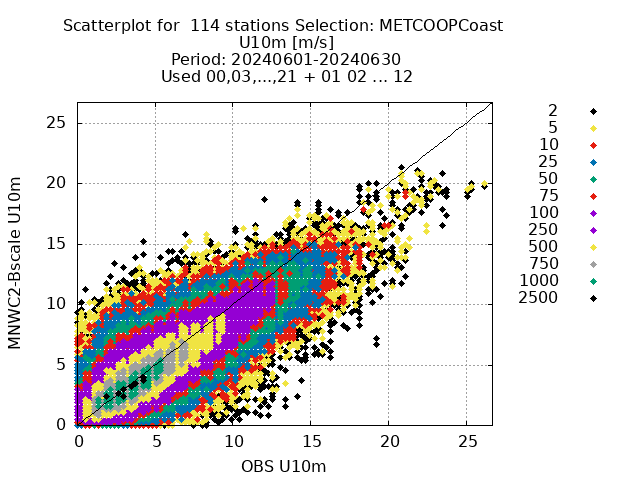 Scatterplot for  114 stations Selection: METCOOPCoast
U10m [m/s]
Period: 20240601-20240630
Used 00,03,...,21 + 01 02 ... 12
MNWC2-Bscale U10m
25
20
15
10
5
0
0 5 10 15 20 25
OBS U10m
2
5
10
25
50
75
100
250
500
750
1000
2500